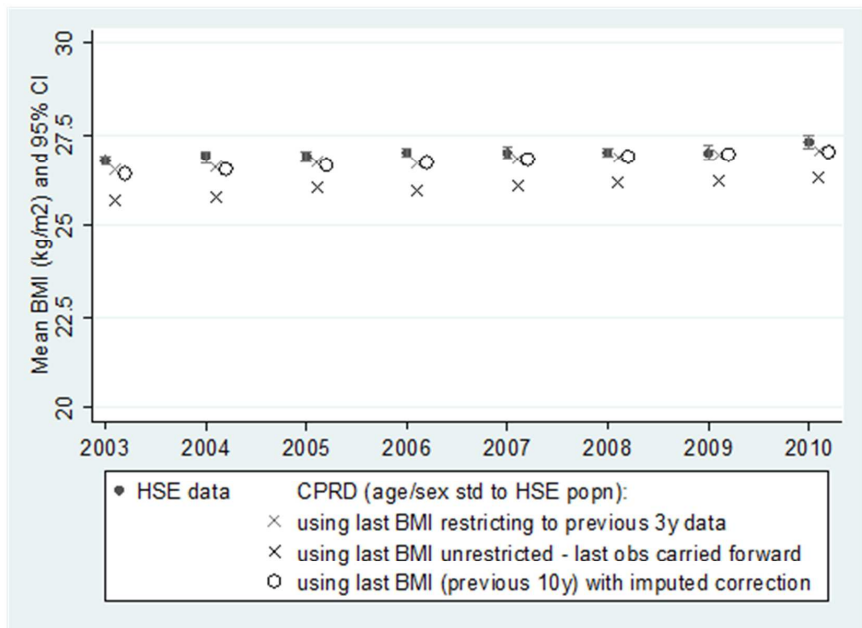 Mean BMI (kg/m2) and 95% CI
30
27.5
25
22.5
20
2003 2004 2005 2006 2007 2008 2009 2010
HSE data CPRD (age/sex std to HSE popn):
using last BMI restricting to previous 3y data
using last BMI unrestricted - last obs carried forward
using last BMI (previous 10y) with imputed correction